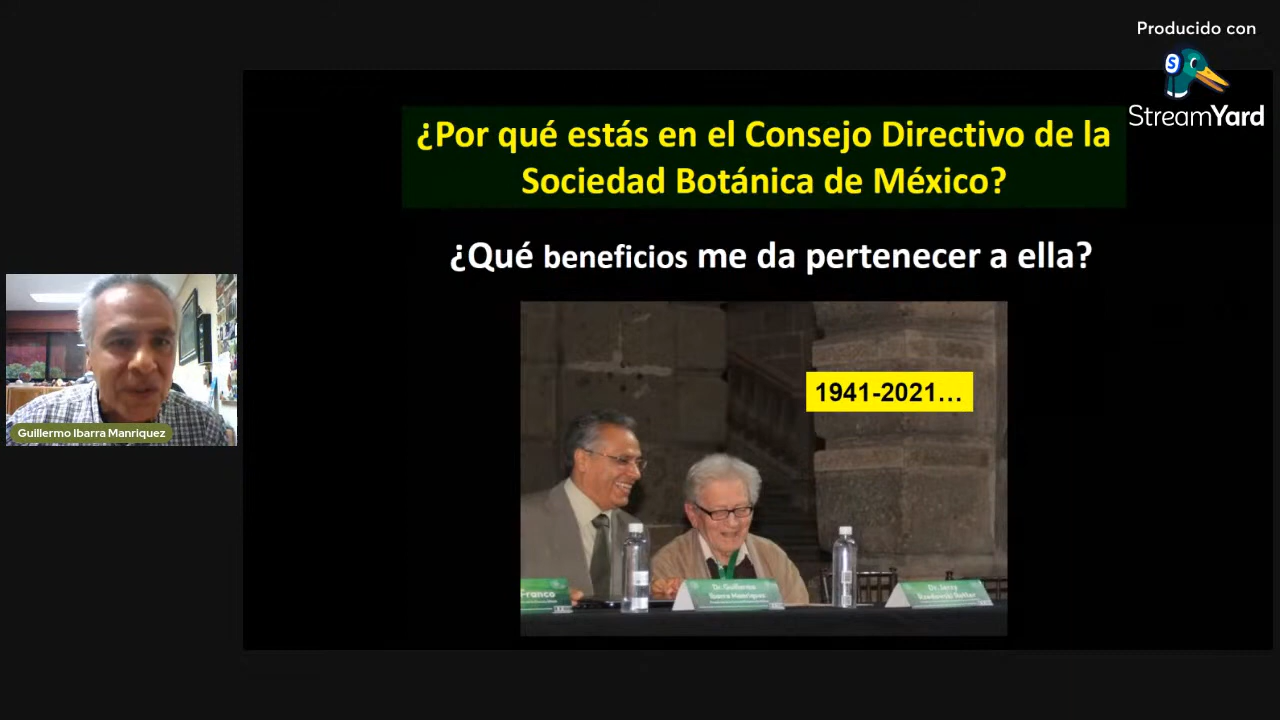 Producido con
StreamYard
¿Por qué estás en el Consejo Directivo de la
Sociedad Botánica de México?
¿Qué beneficios me da pertenecer a ella?
1941-2021...
Guillermo Ibarra Manriquez
Franco
Dr. Guillermo
Ibarra Manríquez
Dr. Jerzy
Rzedowski Rotter